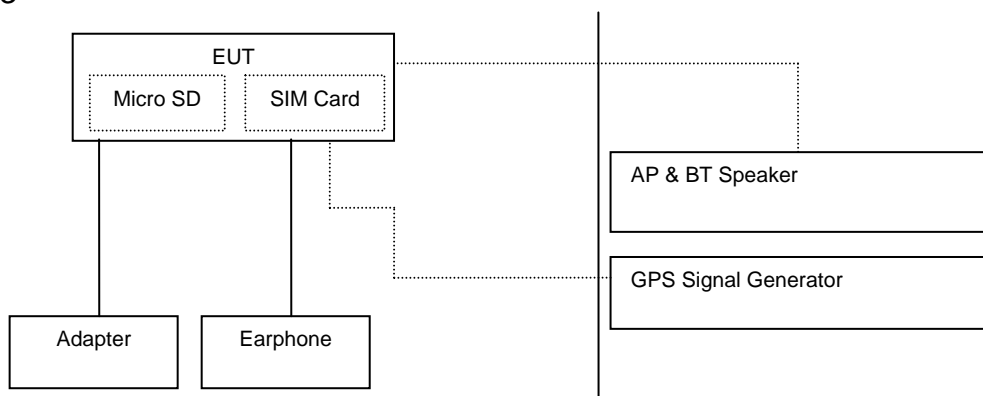 EUT
Micro SD
SIM Card
AP & BT Speaker
GPS Signal Generator
Adapter
Earphone